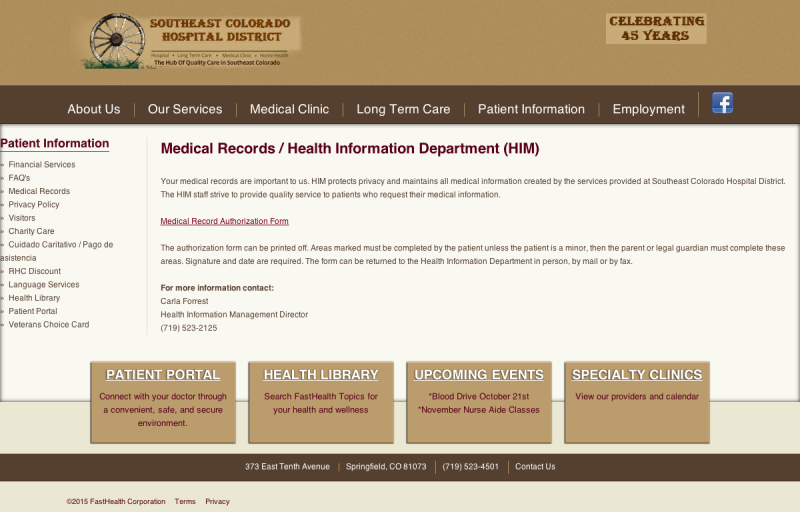 SOUTHEAST COLORADO
HOSPITAL DISTRICT
Hospital • Long Term Care • Medical Clinic • Home Health
The Hub Of Quality Care In Southeast Colorado
CELEBRATING
45 YEARS
About Us | Our Services | Medical Clinic | Long Term Care | Patient Information | Employment | f
Patient Information
» Financial Services
» FAQ's
» Medical Records
» Privacy Policy
» Visitors
» Charity Care
» Cuidado Caritativo / Pago de
asistencia
» RHC Discount
» Language Services
» Health Library
» Patient Portal
» Veterans Choice Card
Medical Records / Health Information Department (HIM)
Your medical records are important to us. HIM protects privacy and maintains all medical information created by the services provided at Southeast Colorado Hospital District.
The HIM staff strive to provide quality service to patients who request their medical information.
Medical Record Authorization Form
The authorization form can be printed off. Areas marked must be completed by the patient unless the patient is a minor, then the parent or legal guardian must complete these
areas. Signature and date are required. The form can be returned to the Health Information Department in person, by mail or by fax.
For more information contact:
Carla Forrest
Health Information Management Director
(719) 523-2125
PATIENT PORTAL
Connect with your doctor through
a convenient, safe, and secure
environment.
HEALTH LIBRARY
Search FastHealth Topics for
your health and wellness
UPCOMING EVENTS
*Blood Drive October 21st
*November Nurse Aide Classes
SPECIALTY CLINICS
View our providers and calendar
373 East Tenth Avenue | Springfield, CO 81073 | (719) 523-4501 | Contact Us
©2015 FastHealth Corporation Terms Privacy